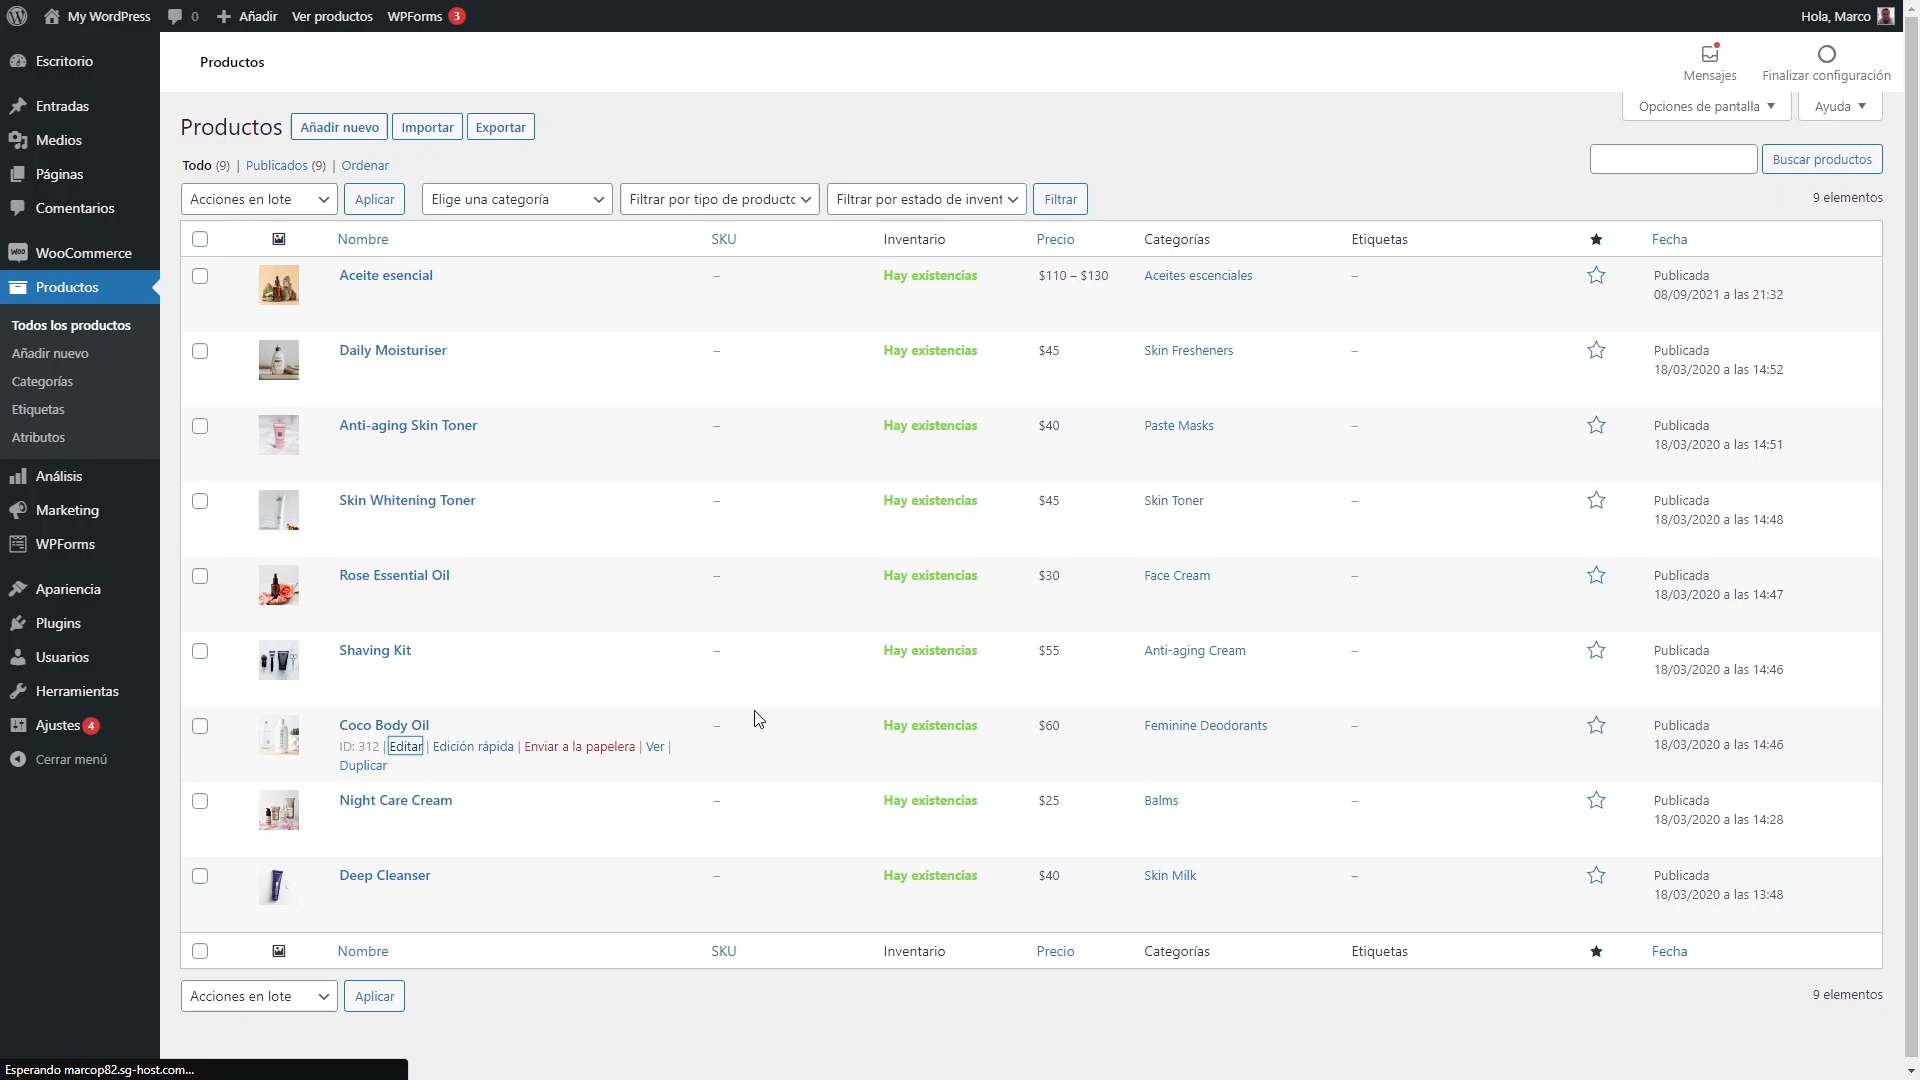 My WordPress 0 Añadir Ver productos WPForms 3 Hola, Marco
Escritorio
Entradas
Medios
Páginas
Comentarios
WooCommerce
Productos
Todos los productos
Añadir nuevo
Categorías
Etiquetas
Atributos
Análisis
Marketing
WPForms
Apariencia
Plugins
Usuarios
Herramientas
Ajustes 4
Cerrar menú
Productos
Mensajes Finalizar configuración
Opciones de pantalla Ayuda
Productos Añadir nuevo Importar Exportar
Todo (9) | Publicados (9) | Ordenar
Buscar productos
Acciones en lote Aplicar Elige una categoría Filtrar por tipo de producto Filtrar por estado de invent Filtrar
9 elementos
Nombre SKU Inventario Precio Categorías Etiquetas Fecha
Aceite esencial – Hay existencias $110 – $130 Aceites escenciales – Publicada
08/09/2021 a las 21:32
Daily Moisturiser – Hay existencias $45 Skin Fresheners – Publicada
18/03/2020 a las 14:52
Anti-aging Skin Toner – Hay existencias $40 Paste Masks – Publicada
18/03/2020 a las 14:51
Skin Whitening Toner – Hay existencias $45 Skin Toner – Publicada
18/03/2020 a las 14:48
Rose Essential Oil – Hay existencias $30 Face Cream – Publicada
18/03/2020 a las 14:47
Shaving Kit – Hay existencias $55 Anti-aging Cream – Publicada
18/03/2020 a las 14:46
Coco Body Oil – Hay existencias $60 Feminine Deodorants – Publicada
ID: 312 | Editar | Edición rápida | Enviar a la papelera | Ver | 18/03/2020 a las 14:46
Duplicar
Night Care Cream – Hay existencias $25 Balms – Publicada
18/03/2020 a las 14:28
Deep Cleanser – Hay existencias $40 Skin Milk – Publicada
18/03/2020 a las 13:48
Nombre SKU Inventario Precio Categorías Etiquetas Fecha
Acciones en lote Aplicar 9 elementos
Esperando marcop82.sg-host.com...